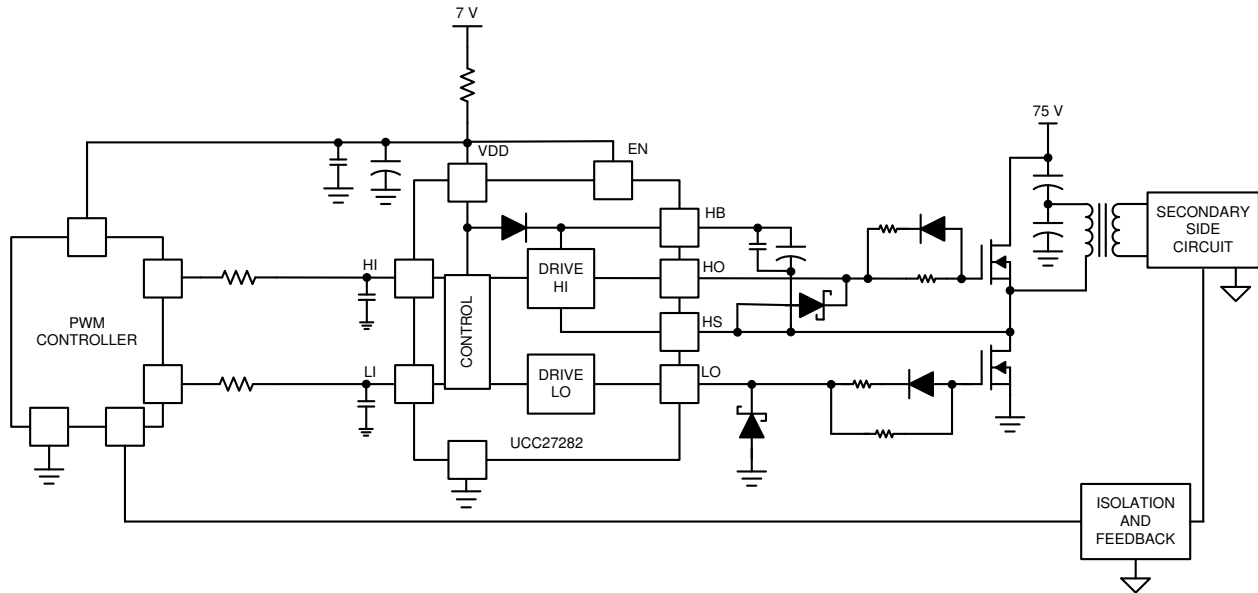 7 V
75 V
VDD
EN
HB
SECONDARY
SIDE
CIRCUIT
HI
DRIVE
HI
HO
PWM
CONTROLLER
CONTROL
HS
LI
DRIVE
LO
LO
UCC27282
ISOLATION
AND
FEEDBACK